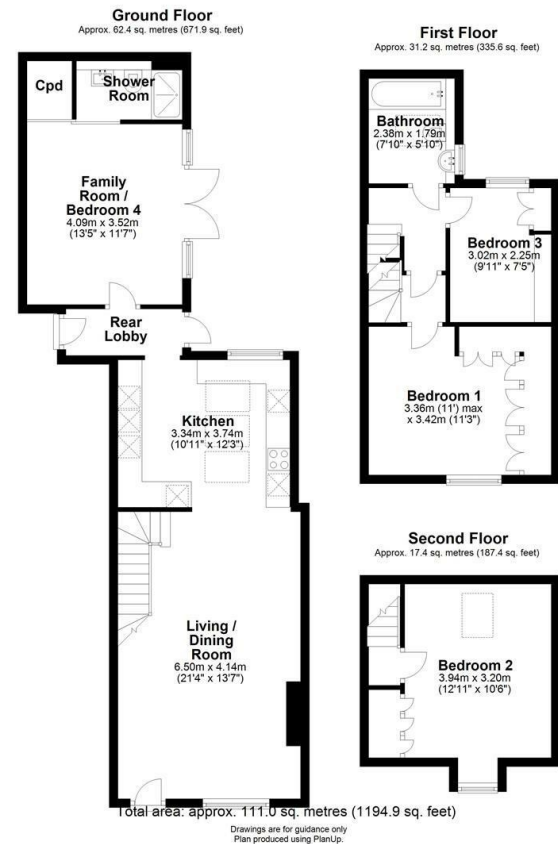 Ground Floor
Approx. 62.4 sq. metres (671.9 sq. feet)
Cpd
Shower
Room
Family
Room /
Bedroom 4
4.09m x 3.52m
(13'5" x 11'7")
Rear
Lobby
Kitchen
3.34m x 3.74m
(10'11" x 12'3")
Living /
Dining
Room
6.50m x 4.14m
(21'4" x 13'7")
First Floor
Approx. 31.2 sq. metres (335.6 sq. feet)
Bathroom
2.38m x 1.79m
(7'10" x 5'10")
Bedroom 3
3.02m x 2.25m
(9'11" x 7'5")
Bedroom 1
3.36m (11') max
x 3.42m (11'3")
Second Floor
Approx. 17.4 sq. metres (187.4 sq. feet)
Bedroom 2
3.94m x 3.20m
(12'11" x 10'6")
Total area: approx. 111.0 sq. metres (1194.9 sq. feet)
Drawings are for guidance only
Plan produced using PlanUp.